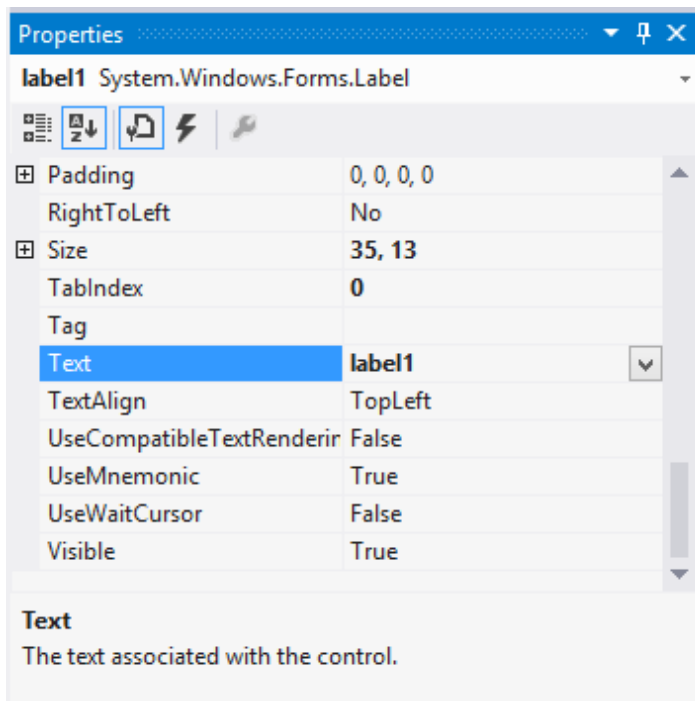 Properties
label1 System.Windows.Forms.Label
Padding 0, 0, 0, 0
RightToLeft No
Size 35, 13
TabIndex 0
Tag
Text label1
TextAlign TopLeft
UseCompatibleTextRenderin False
UseMnemonic True
UseWaitCursor False
Visible True
Text
The text associated with the control.